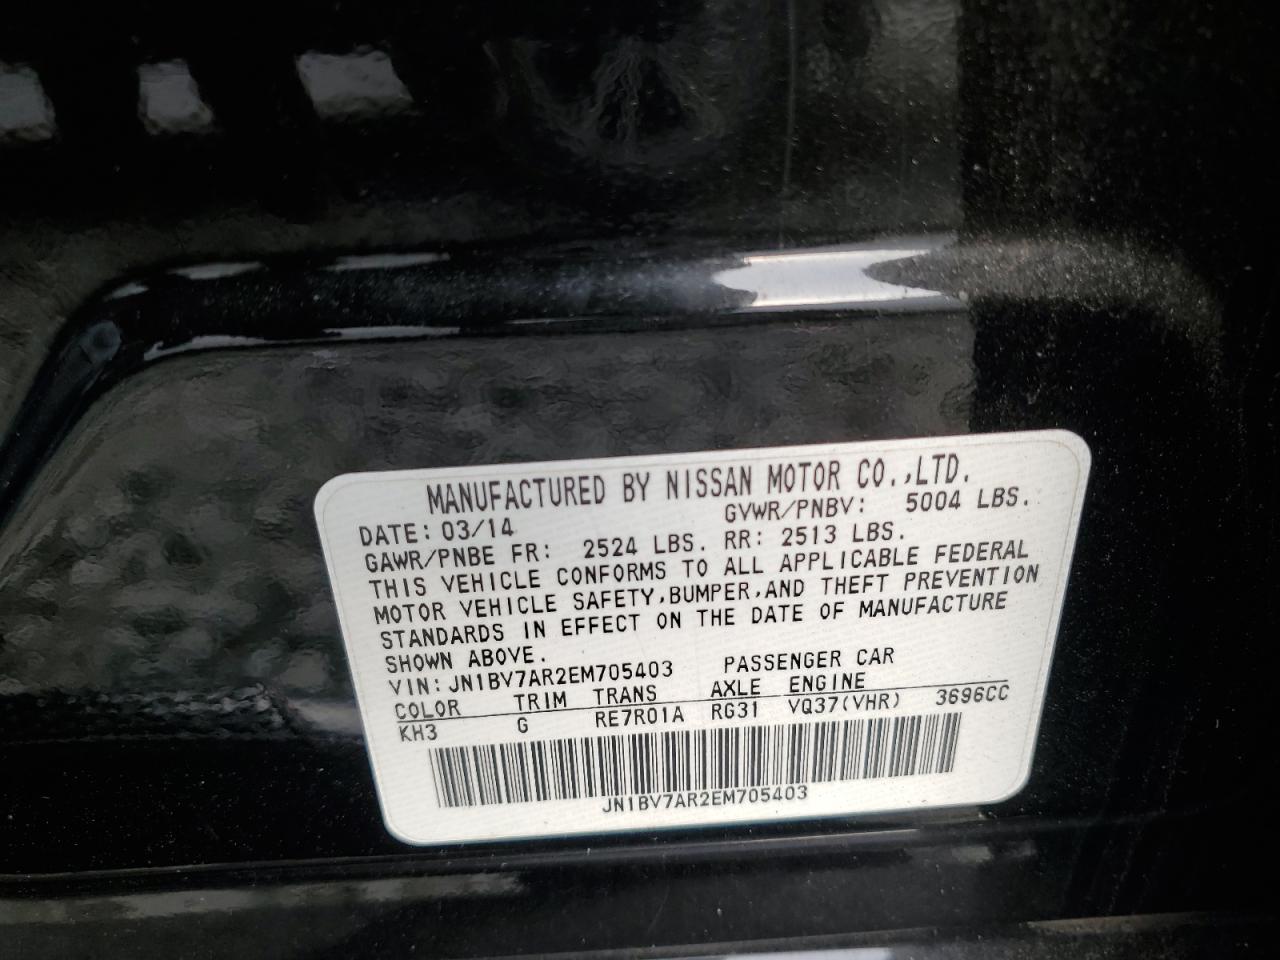 MANUFACTURED BY NISSAN MOTOR CO.,LTD.
DATE: 03/14 GVWR/PNBV: 5004 LBS.
GAWR/PNBE FR: 2524 LBS. RR: 2513 LBS.
THIS VEHICLE CONFORMS TO ALL APPLICABLE FEDERAL
MOTOR VEHICLE SAFETY,BUMPER,AND THEFT PREVENTION
STANDARDS IN EFFECT ON THE DATE OF MANUFACTURE
SHOWN ABOVE.
VIN: JN1BV7AR2EM705403 PASSENGER CAR
COLOR TRIM TRANS AXLE ENGINE
KH3 G RE7R01A RG31 VQ37(VHR) 3696CC
JN1BV7AR2EM705403